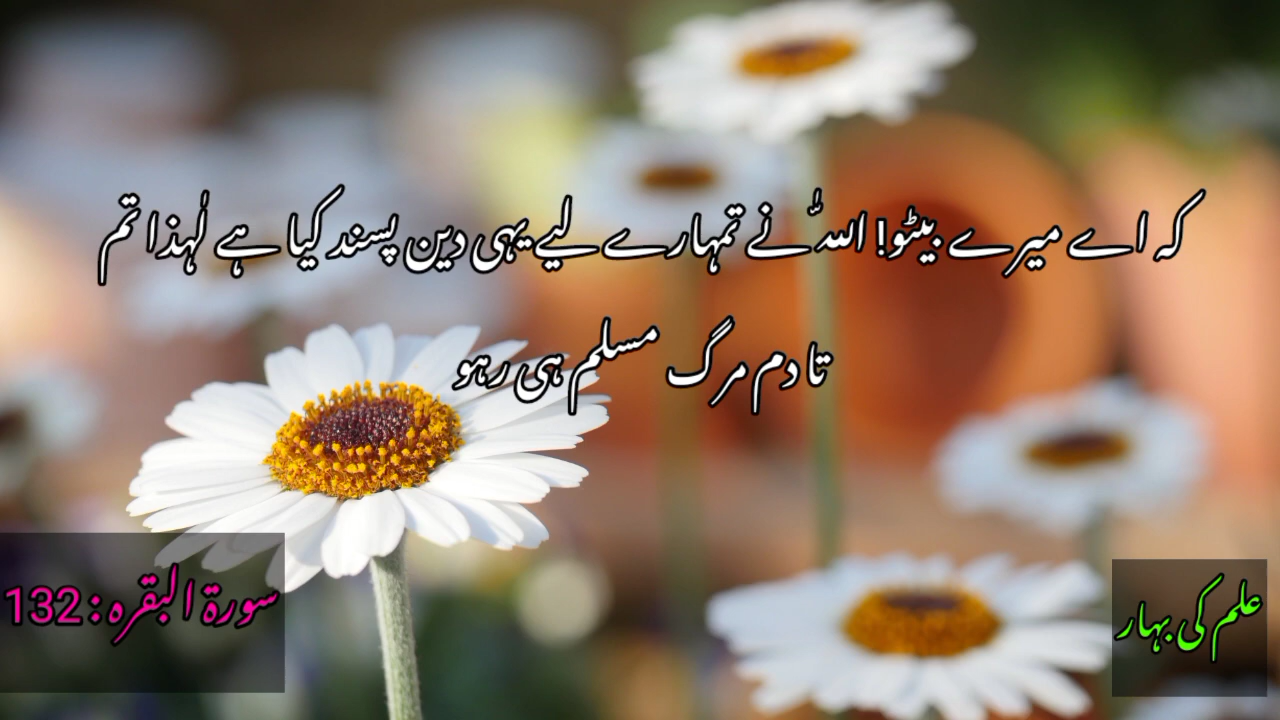 کہ اے میرے بیٹو! اللہ نے تمہارے لیے یہی دین پسند کیا ہے لٰہذا تم
تا دم مرگ مسلم ہی رہو
سورۃ البقرہ: 132
علم کی بہار